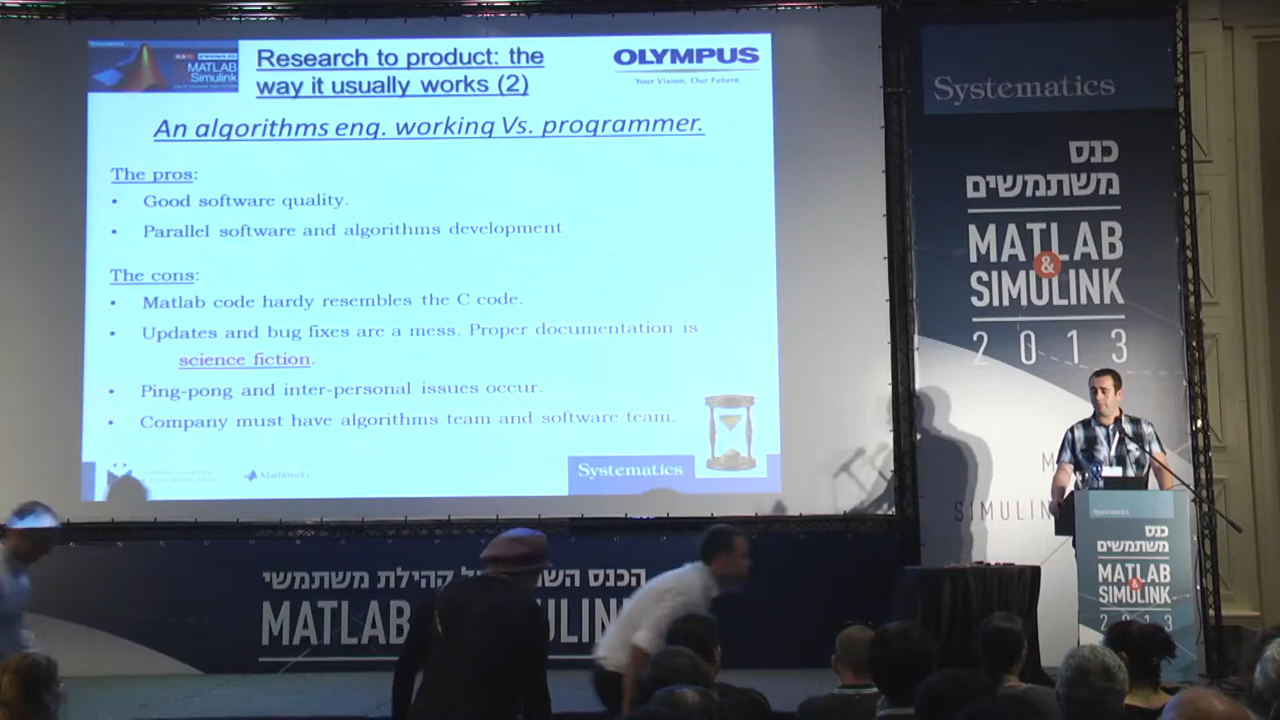 MATLAB
Simulink
Research to product: the
way it usually works (2)
OLYMPUS
Your Vision, Our Future
An algorithms eng. working Vs. programmer.
The pros:
• Good software quality.
• Parallel software and algorithms development
The cons:
• Matlab code hardy resembles the C code.
• Updates and bug fixes are a mess. Proper documentation is
science fiction.
• Ping-pong and inter-personal issues occur.
• Company must have algorithms team and software team.
MathWorks
Systematics
Systematics
כנס
משתמשים
MATLAB
&
SIMULINK
2013
M
SIMULIN
Systematics
כנס
משתמשים
MATLAB
&
SIMULINK
2013
הכנס קהילת משתמשי
MATLAB
ULINK